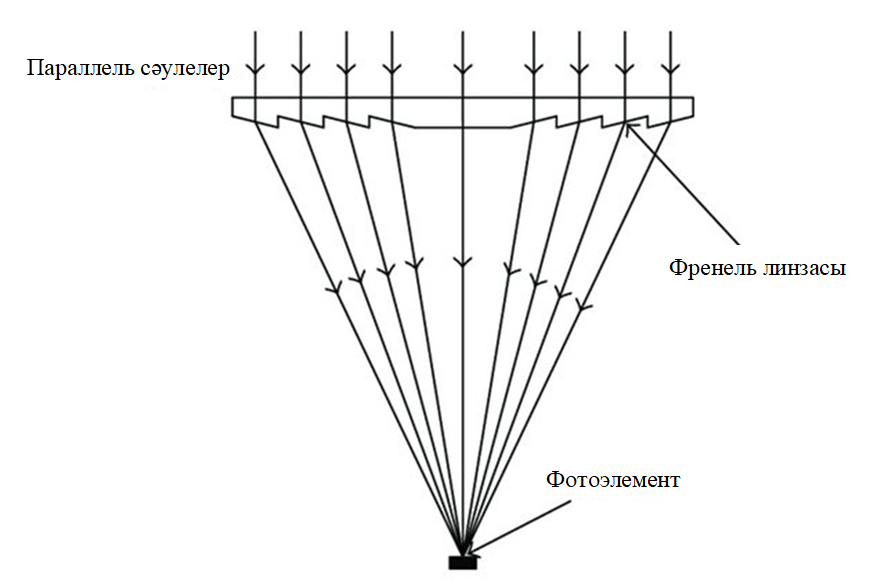 Параллель сәулелер
Френель линзасы
Фотоэлемент